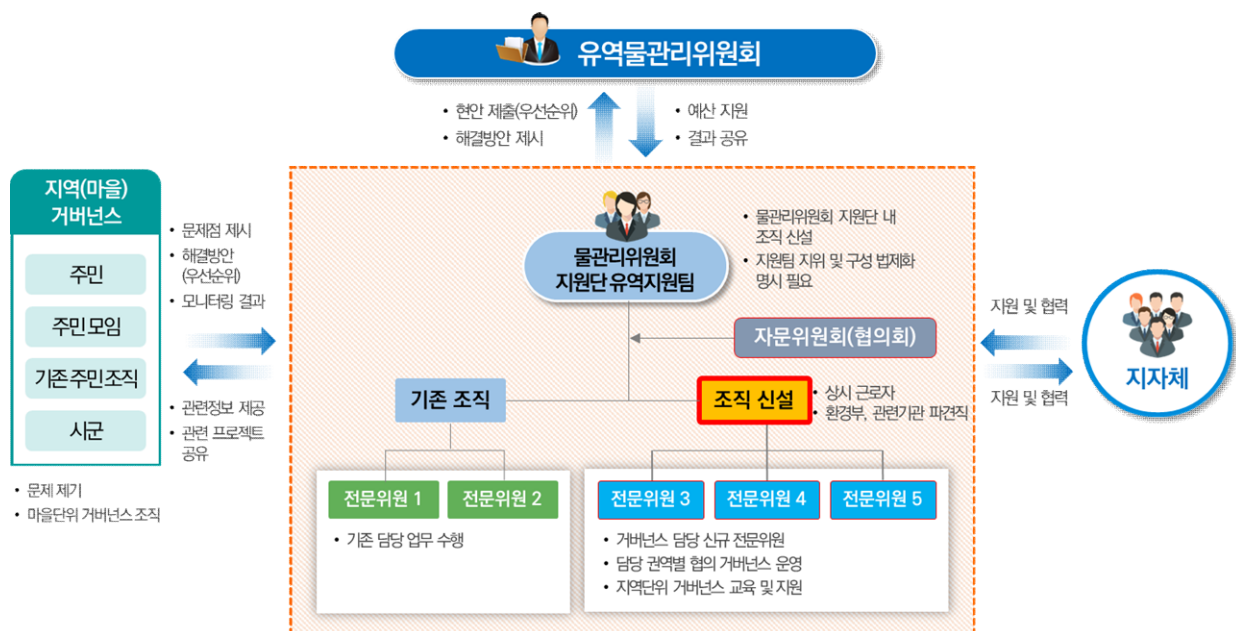 유역물관리위원회
• 현안 제출(우선순위)
• 해결방안 제시
• 예산 지원
• 결과 공유
지역(마을)
거버넌스
주민
주민 모임
기존 주민 조직
시군
• 문제 제기
• 마을단위 거버넌스 조직
• 문제점 제시
• 해결방안
(우선순위)
• 모니터링 결과
• 관련정보 제공
• 관련 프로젝트
공유
물관리위원회
지원단 유역지원팀
• 물관리위원회 지원단 내
조직 신설
• 지원팀 지위 및 구성 법제화
명시 필요
자문위원회(협의회)
기존 조직
조직 신설
• 상시 근로자
• 환경부, 관련기관 파견직
전문위원 1
전문위원 2
• 기존 담당 업무 수행
전문위원 3
전문위원 4
전문위원 5
• 거버넌스 담당 신규 전문위원
• 담당 권역별 협의 거버넌스 운영
• 지역단위 거버넌스 교육 및 지원
지원 및 협력
지원 및 협력
지자체